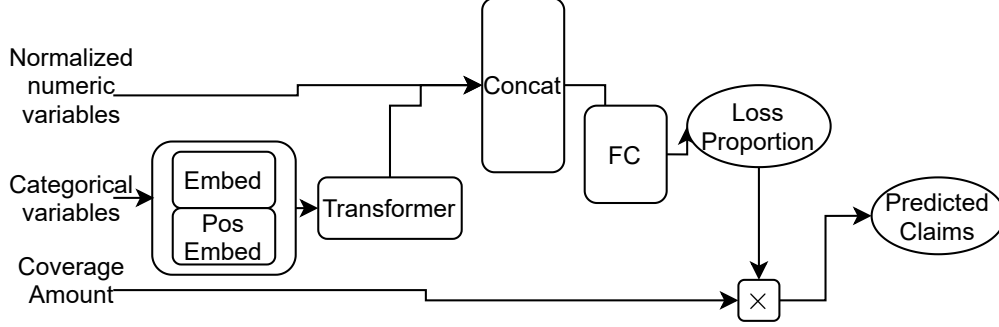 Normalized
numeric
variables
Concat
Loss
Proportion
FC
Categorical
variables
Embed
Pos
Embed
Transformer
Predicted
Claims
Coverage
Amount
×